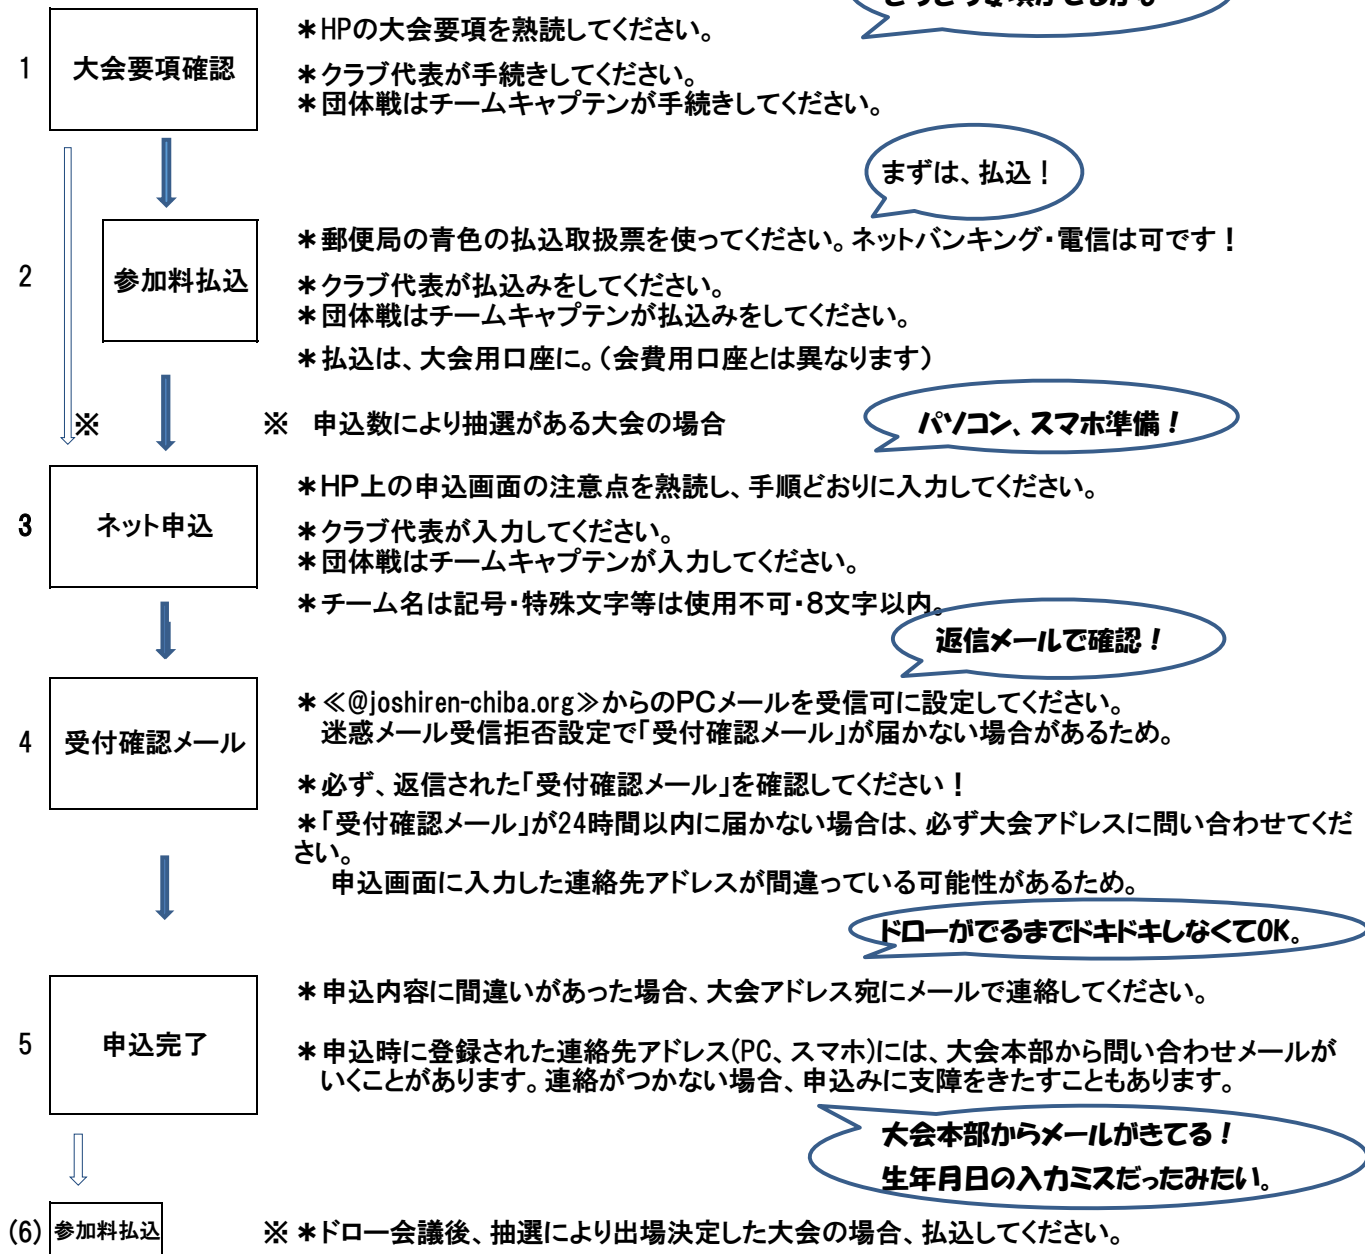 ＊HPの大会要項を熟読してください。
1
大会要項確認
＊クラブ代表が手続きしてください。
＊団体戦はチームキャプテンが手続きしてください。
まずは、払込！
＊郵便局の青色の払込取扱票を使ってください。ネットバンキング・電信は可です！
2
参加料払込
＊クラブ代表が払込みをしてください。
＊団体戦はチームキャプテンが払込みをしてください。
＊払込は、大会用口座に。（会費用口座とは異なります）
※
※　申込数により抽選がある大会の場合
パソコン、スマホ準備！
＊HP上の申込画面の注意点を熟読し、手順どおりに入力してください。
3
ネット申込
＊クラブ代表が入力してください。
＊団体戦はチームキャプテンが入力してください。
＊チーム名は記号・特殊文字等は使用不可・8文字以内。
返信メールで確認！
＊≪@joshiren-chiba.org≫からのPCメールを受信可に設定してください。
迷惑メール受信拒否設定で「受付確認メール」が届かない場合があるため。
4
受付確認メール
＊必ず、返信された「受付確認メール」を確認してください！
＊「受付確認メール」が24時間以内に届かない場合は、必ず大会アドレスに問い合わせてくだ
さい。
申込画面に入力した連絡先アドレスが間違っている可能性があるため。
ドローがでるまでドキドキしなくてOK。
＊申込内容に間違いがあった場合、大会アドレス宛にメールで連絡してください。
5
申込完了
＊申込時に登録された連絡先アドレス(PC、スマホ)には、大会本部から問い合わせメールが
いくことがあります。連絡がつかない場合、申込みに支障をきたすこともあります。
大会本部からメールがきてる！
生年月日の入力ミスだったみたい。
(6)
参加料払込
※ ＊ドロー会議後、抽選により出場決定した大会の場合、払込してください。